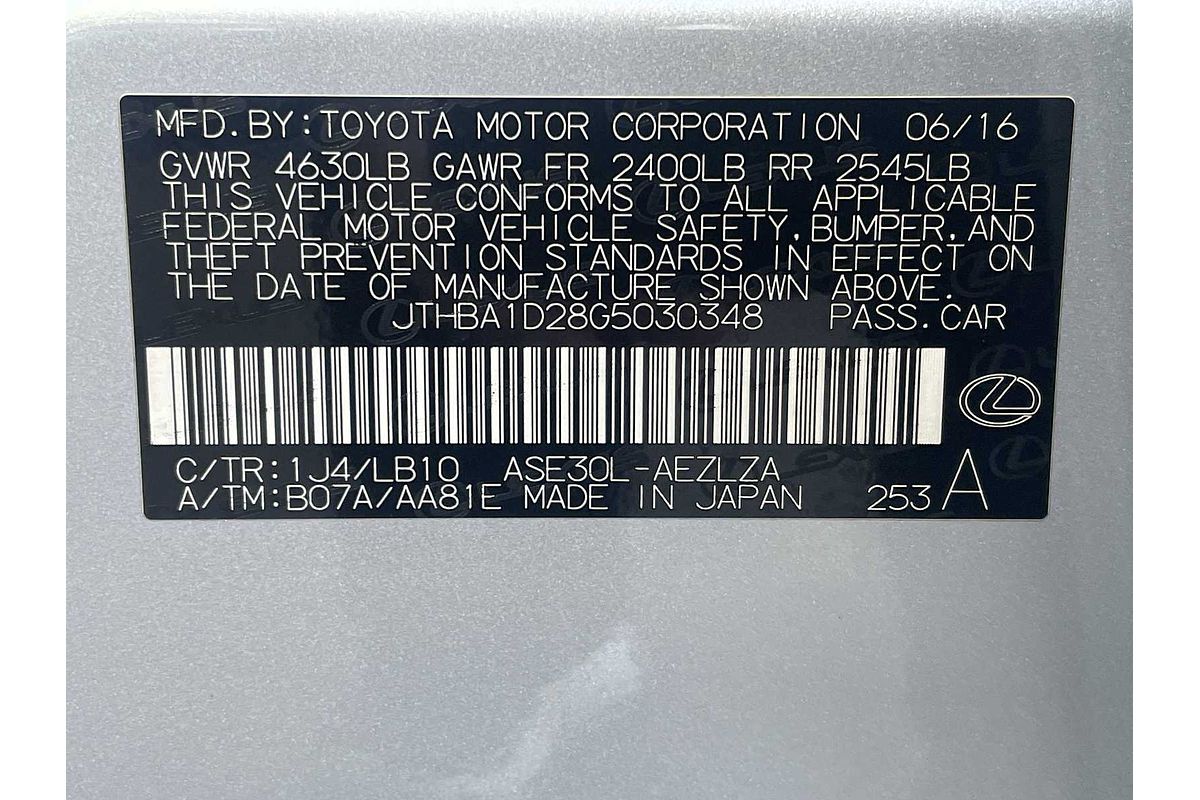 MFD.BY:TOYOTA MOTOR CORPORATION 06/16
GVWR 4630LB GAWR FR 2400LB RR 2545LB
THIS VEHICLE CONFORMS TO ALL APPLICABLE
FEDERAL MOTOR VEHICLE SAFETY,BUMPER,AND
THEFT PREVENTION STANDARDS IN EFFECT ON
THE DATE OF MANUFACTURE SHOWN ABOVE.
JTHBA1D28G5030348 PASS.CAR
C/TR:1J4/LB10 ASE30L-AEZLZA
A/TM:B07A/AA81E MADE IN JAPAN 253 A